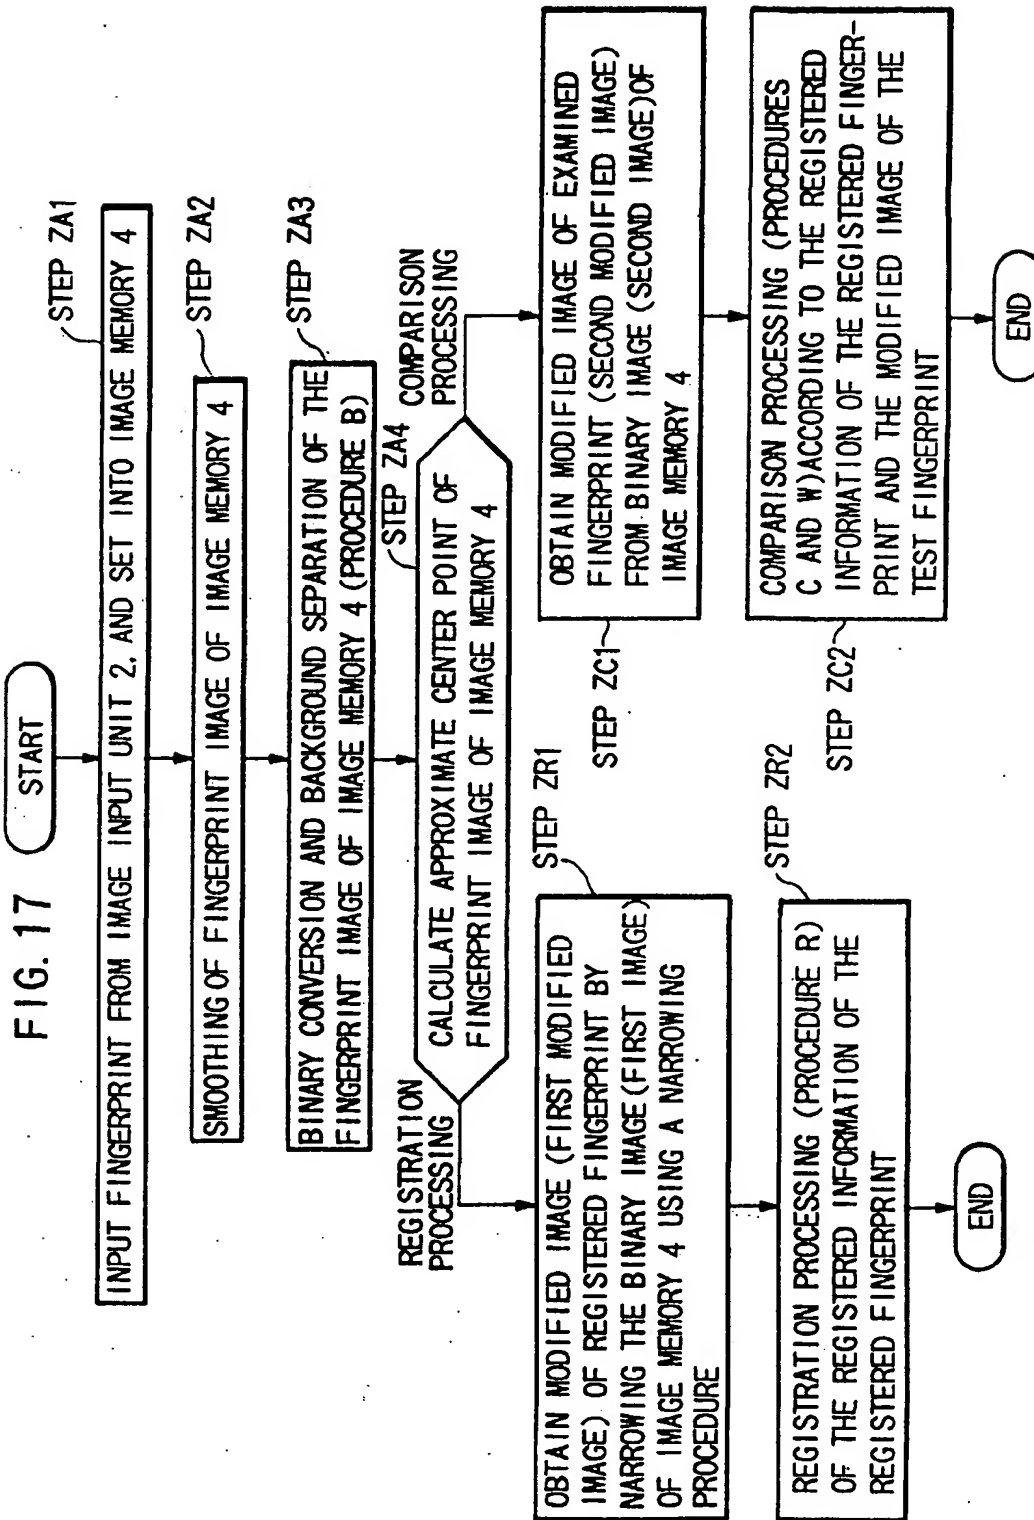 FIG. 17
START
STEP ZA1
INPUT FINGERPRINT FROM IMAGE INPUT UNIT 2, AND SET INTO IMAGE MEMORY 4
STEP ZA2
SMOOTHING OF FINGERPRINT IMAGE OF IMAGE MEMORY 4
STEP ZA3
BINARY CONVERSION AND BACKGROUND SEPARATION OF THE
FINGERPRINT IMAGE OF IMAGE MEMORY 4 (PROCEDURE B)
STEP ZA4
CALCULATE APPROXIMATE CENTER POINT OF
FINGERPRINT IMAGE OF IMAGE MEMORY 4
REGISTRATION
PROCESSING
COMPARISON
PROCESSING
STEP ZR1
OBTAIN MODIFIED IMAGE (FIRST MODIFIED
IMAGE) OF REGISTERED FINGERPRINT BY
NARROWING THE BINARY IMAGE(FIRST IMAGE)
OF IMAGE MEMORY 4 USING A NARROWING
PROCEDURE
STEP ZR2
REGISTRATION PROCESSING (PROCEDURE R)
OF THE REGISTERED INFORMATION OF THE
REGISTERED FINGERPRINT
END
OBTAIN MODIFIED IMAGE OF EXAMINED
FINGERPRINT (SECOND MODIFIED IMAGE)
FROM BINARY IMAGE (SECOND IMAGE)OF
IMAGE MEMORY 4
STEP ZC1
COMPARISON PROCESSING (PROCEDURES
C AND W)ACCORDING TO THE REGISTERED
INFORMATION OF THE REGISTERED FINGER-
PRINT AND THE MODIFIED IMAGE OF THE
TEST FINGERPRINT
STEP ZC2
END